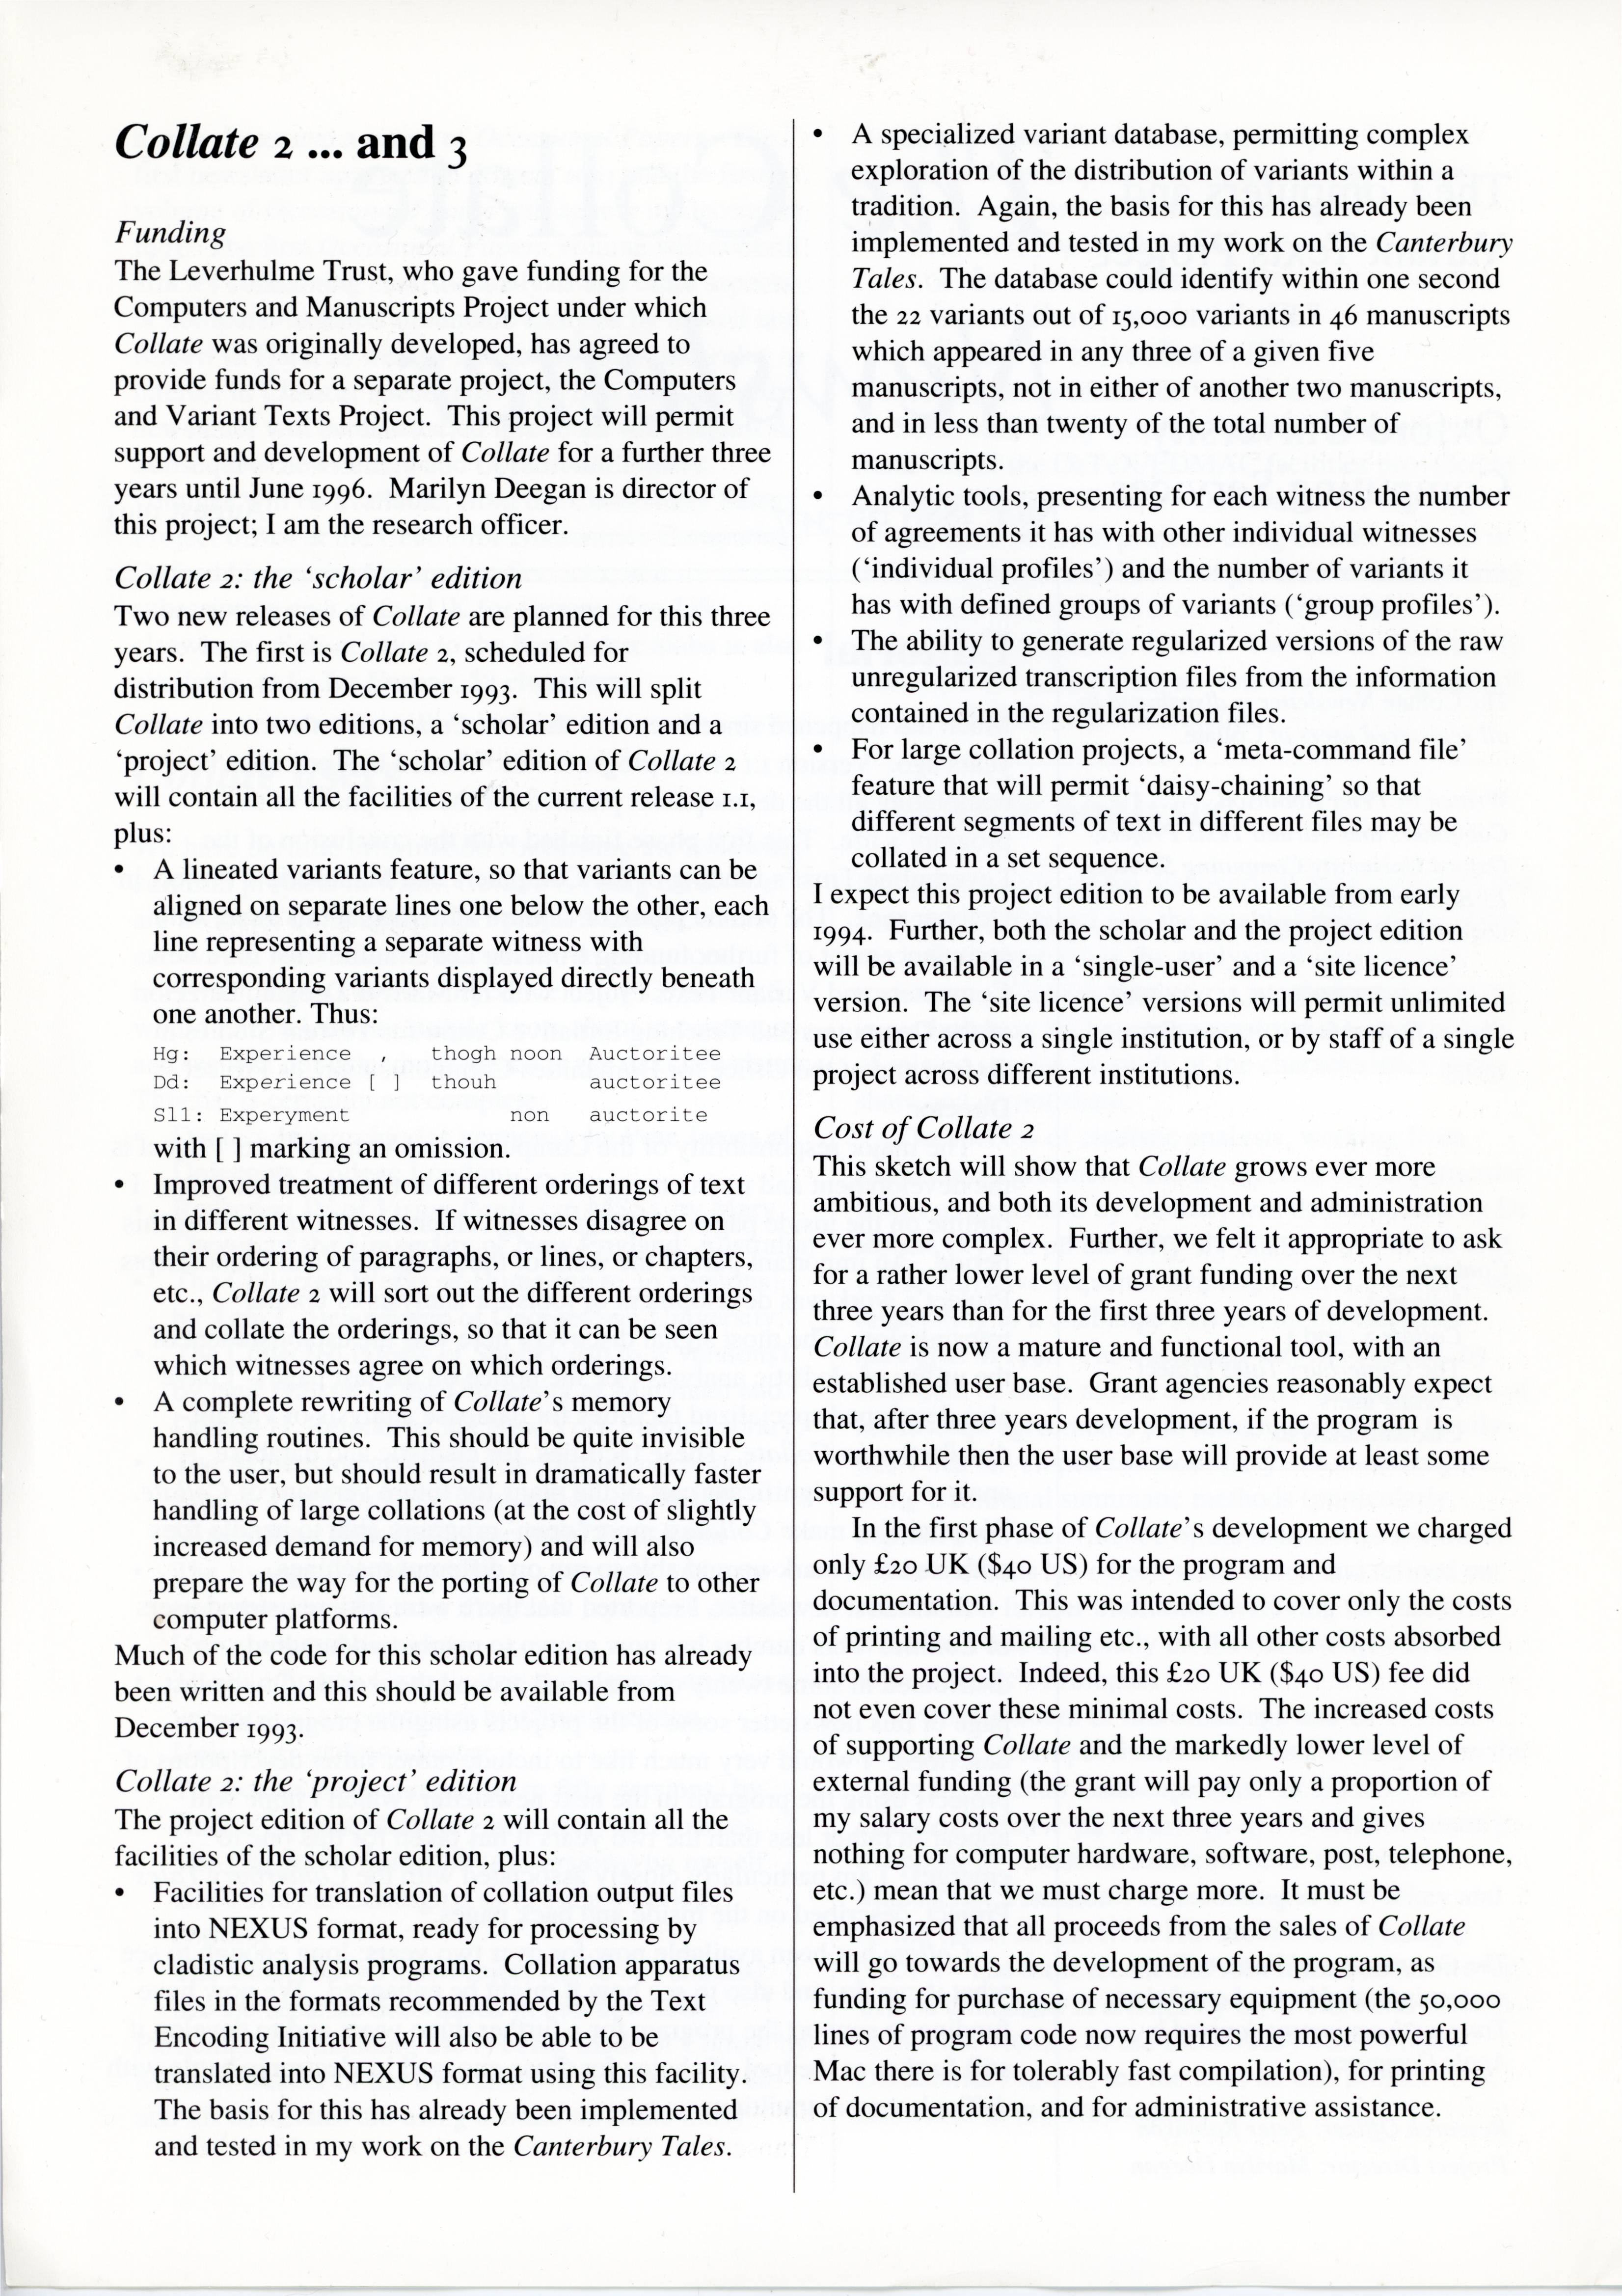 Collate 2 ... and 3
Funding
The Leverhulme Trust, who gave funding for the
Computers and Manuscripts Project under which
Collate was originally developed, has agreed to
provide funds for a separate project, the Computers
and Variant Texts Project.  This project will permit
support and development of Collate for a further three
years until June 1996.  Marilyn Deegan is director of
this project; I am the research officer.
Collate 2: the ‘scholar’ edition
Two new releases of Collate are planned for this three
years.  The first is Collate 2, scheduled for
distribution from December 1993.  This will split
Collate into two editions, a ‘scholar’ edition and a
‘project’ edition.  The ‘scholar’ edition of Collate 2
will contain all the facilities of the current release 1.1,
plus:
• A lineated variants feature, so that variants can be
aligned on separate lines one below the other, each
line representing a separate witness with
corresponding variants displayed directly beneath
one another. Thus:
Hg:  Experience  ,   thogh noon  Auctoritee
Dd:  Experience [ ]  thouh       auctoritee
Sl1: Experyment            non   auctorite
with [ ] marking an omission.
• Improved treatment of different orderings of text
in different witnesses.  If witnesses disagree on
their ordering of paragraphs, or lines, or chapters,
etc., Collate 2 will sort out the different orderings
and collate the orderings, so that it can be seen
which witnesses agree on which orderings.
• A complete rewriting of Collate’s memory
handling routines.  This should be quite invisible
to the user, but should result in dramatically faster
handling of large collations (at the cost of slightly
increased demand for memory) and will also
prepare the way for the porting of Collate to other
computer platforms.
Much of the code for this scholar edition has already
been written and this should be available from
December 1993.
Collate 2: the ‘project’ edition
The project edition of Collate 2 will contain all the
facilities of the scholar edition, plus:
• Facilities for translation of collation output files
into NEXUS format, ready for processing by
cladistic analysis programs.  Collation apparatus
files in the formats recommended by the Text
Encoding Initiative will also be able to be
translated into NEXUS format using this facility.
The basis for this has already been implemented
and tested in my work on the Canterbury Tales.
• A specialized variant database, permitting complex
exploration of the distribution of variants within a
tradition.  Again, the basis for this has already been
implemented and tested in my work on the Canterbury
Tales.  The database could identify within one second
the 22 variants out of 15,000 variants in 46 manuscripts
which appeared in any three of a given five
manuscripts, not in either of another two manuscripts,
and in less than twenty of the total number of
manuscripts.
• Analytic tools, presenting for each witness the number
of agreements it has with other individual witnesses
(‘individual profiles’) and the number of variants it
has with defined groups of variants (‘group profiles’).
• The ability to generate regularized versions of the raw
unregularized transcription files from the information
contained in the regularization files.
• For large collation projects, a ‘meta-command file’
feature that will permit ‘daisy-chaining’ so that
different segments of text in different files may be
collated in a set sequence.
I expect this project edition to be available from early
1994.  Further, both the scholar and the project edition
will be available in a ‘single-user’ and a ‘site licence’
version.  The ‘site licence’ versions will permit unlimited
use either across a single institution, or by staff of a single
project across different institutions.
Cost of Collate 2
This sketch will show that Collate grows ever more
ambitious, and both its development and administration
ever more complex.  Further, we felt it appropriate to ask
for a rather lower level of grant funding over the next
three years than for the first three years of development.
Collate is now a mature and functional tool, with an
established user base.  Grant agencies reasonably expect
that, after three years development, if the program  is
worthwhile then the user base will provide at least some
support for it.
In the first phase of Collate’s development we charged
only £20 UK ($40 US) for the program and
documentation.  This was intended to cover only the costs
of printing and mailing etc., with all other costs absorbed
into the project.  Indeed, this £20 UK ($40 US) fee did
not even cover these minimal costs.  The increased costs
of supporting Collate and the markedly lower level of
external funding (the grant will pay only a proportion of
my salary costs over the next three years and gives
nothing for computer hardware, software, post, telephone,
etc.) mean that we must charge more.  It must be
emphasized that all proceeds from the sales of Collate
will go towards the development of the program, as
funding for purchase of necessary equipment (the 50,000
lines of program code now requires the most powerful
Mac there is for tolerably fast compilation), for printing
of documentation, and for administrative assistance.